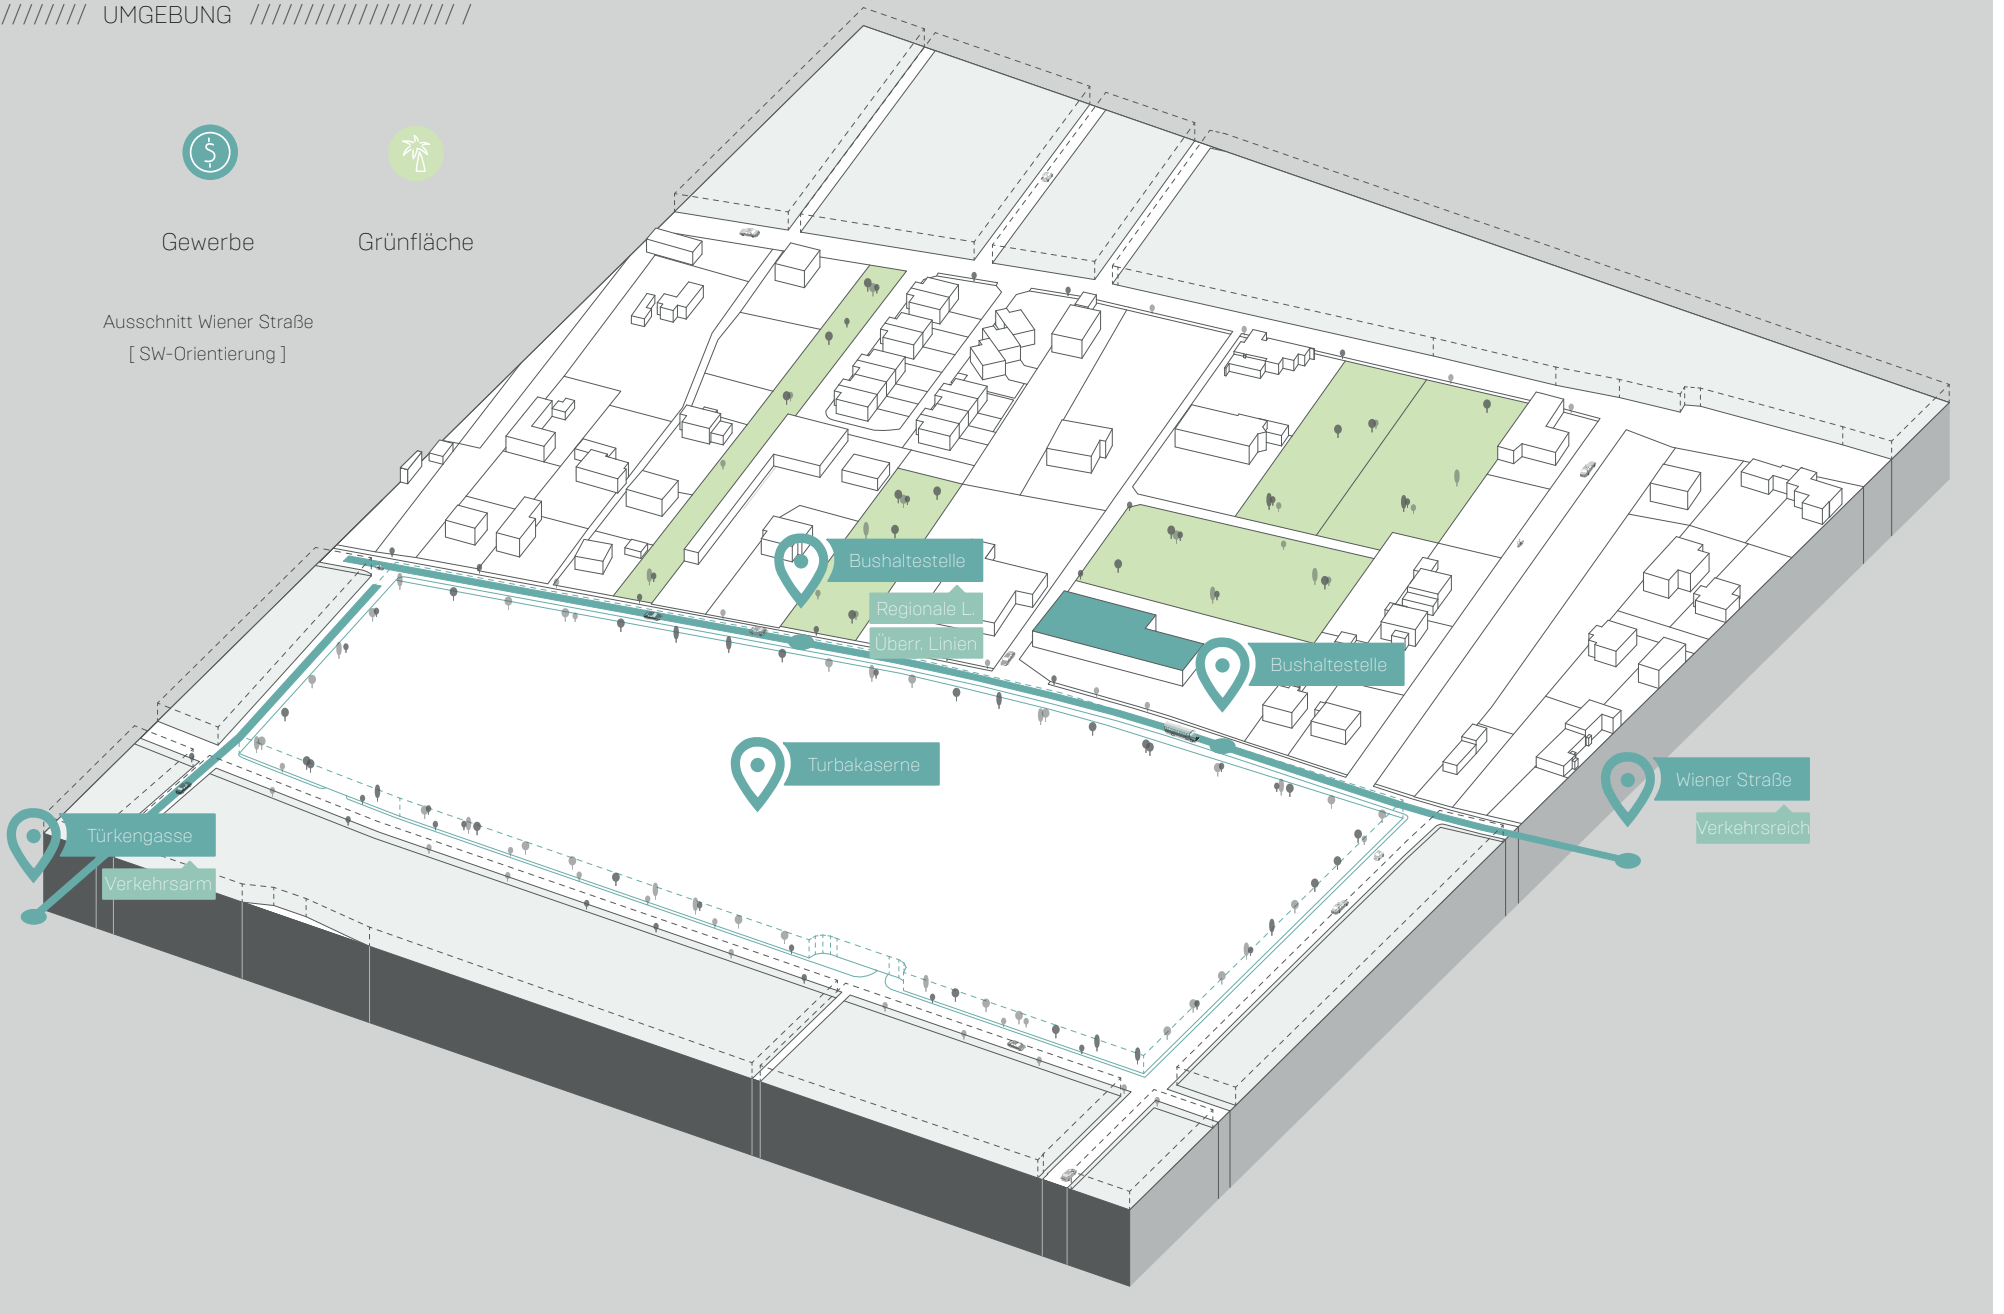 //////// UMGEBUNG /////////////////// /
$
Gewerbe
Grünfläche
Ausschnitt Wiener Straße
[ SW-Orientierung ]
Bushaltestelle
Regionale L.
Überr. Linien
Bushaltestelle
Turbakaserne
Wiener Straße
Verkehrsreich
Türkengasse
Verkehrsarm